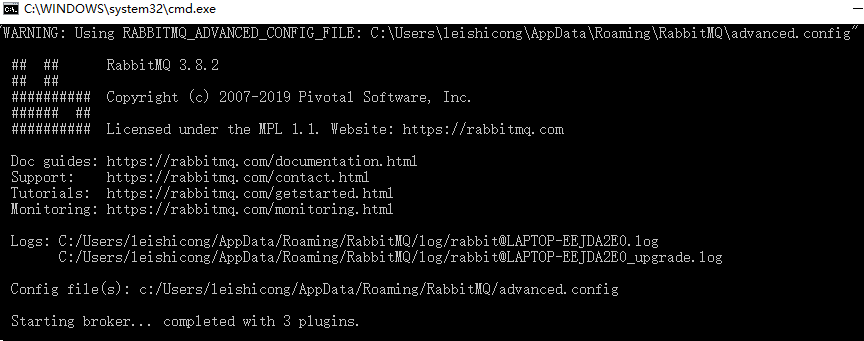 C:\WINDOWS\system32\cmd.exe
"WARNING: Using RABBITMQ_ADVANCED_CONFIG_FILE: C:\Users\leishicong\AppData\Roaming\RabbitMQ\advanced.config"
## ## RabbitMQ 3.8.2
## ##
########## Copyright (c) 2007-2019 Pivotal Software, Inc.
###### ##
########## Licensed under the MPL 1.1. Website: https://rabbitmq.com
Doc guides: https://rabbitmq.com/documentation.html
Support: https://rabbitmq.com/contact.html
Tutorials: https://rabbitmq.com/getstarted.html
Monitoring: https://rabbitmq.com/monitoring.html
Logs: C:/Users/leishicong/AppData/Roaming/RabbitMQ/log/rabbit@LAPTOP-EEJDA2E0.log
C:/Users/leishicong/AppData/Roaming/RabbitMQ/log/rabbit@LAPTOP-EEJDA2E0_upgrade.log
Config file(s): c:/Users/leishicong/AppData/Roaming/RabbitMQ/advanced.config
Starting broker... completed with 3 plugins.